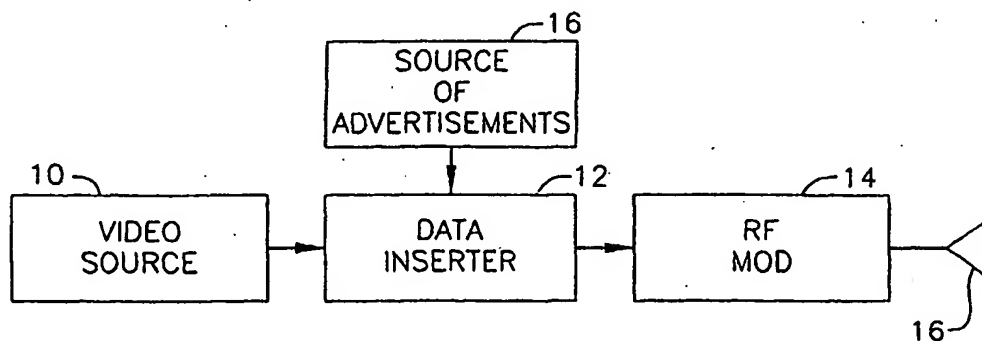 16
SOURCE
OF
ADVERTISEMENTS
10
VIDEO
SOURCE
12
DATA
INSERTER
14
RF
MOD
16